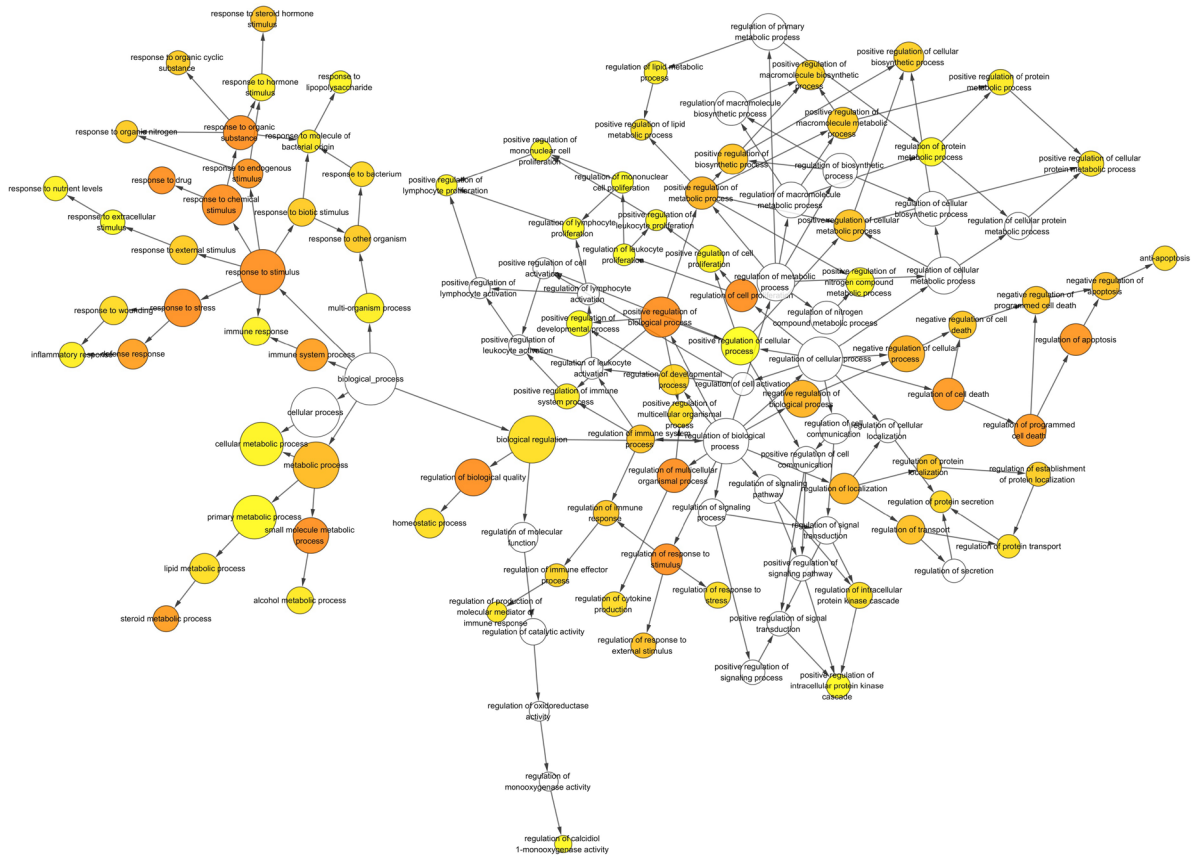 response to steroid hormone
stimulus
response to organic cyclic
substance
response to hormone
stimulus
response to
lipopolysaccharide
response to organic nitrogen
response to organic
substance
response to molecule of
bacterial origin
response to drug
response to endogenous
stimulus
response to bacterium
response to nutrient levels
response to chemical
stimulus
response to extracellular
stimulus
response to biotic stimulus
response to external stimulus
response to other organism
response to stimulus
response to wounding
response to stress
multi-organism process
immune response
inflammatory response
defense response
immune system process
biological_process
cellular process
cellular metabolic process
metabolic process
primary metabolic process
small molecule metabolic
process
lipid metabolic process
alcohol metabolic process
steroid metabolic process
biological regulation
regulation of biological quality
homeostatic process
regulation of molecular
function
regulation of immune effector
process
regulation of production of
molecular mediator of
immune response
regulation of catalytic activity
regulation of oxidoreductase
activity
regulation of
monooxygenase activity
regulation of calcidiol
1-monooxygenase activity
regulation of primary
metabolic process
regulation of lipid metabolic
process
positive regulation of
macromolecule biosynthetic
process
positive regulation of cellular
biosynthetic process
positive regulation of protein
metabolic process
regulation of macromolecule
biosynthetic process
positive regulation of
macromolecule metabolic
process
positive regulation of lipid
metabolic process
positive regulation of
mononuclear cell
proliferation
positive regulation of
biosynthetic process
regulation of biosynthetic
process
regulation of protein
metabolic process
positive regulation of cellular
protein metabolic process
positive regulation of
lymphocyte proliferation
regulation of mononuclear
cell proliferation
positive regulation of
metabolic process
regulation of macromolecule
metabolic process
regulation of cellular
biosynthetic process
regulation of cellular protein
metabolic process
regulation of lymphocyte
proliferation
positive regulation of
leukocyte proliferation
positive regulation of cellular
metabolic process
regulation of leukocyte
proliferation
positive regulation of cell
proliferation
positive regulation of cell
activation
regulation of metabolic
process
positive regulation of
nitrogen compound
metabolic process
regulation of cellular
metabolic process
anti-apoptosis
negative regulation of
apoptosis
positive regulation of
lymphocyte activation
regulation of lymphocyte
activation
regulation of cell proliferation
negative regulation of
programmed cell death
positive regulation of
biological process
regulation of nitrogen
compound metabolic process
positive regulation of
developmental process
negative regulation of cell
death
positive regulation of
leukocyte activation
positive regulation of cellular
process
regulation of cellular process
negative regulation of cellular
process
regulation of apoptosis
regulation of leukocyte
activation
regulation of developmental
process
regulation of cell activation
positive regulation of immune
system process
negative regulation of
biological process
regulation of cell death
positive regulation of
multicellular organismal
process
regulation of cell
communication
regulation of cellular
localization
regulation of programmed
cell death
regulation of immune system
process
regulation of biological
process
positive regulation of cell
communication
regulation of protein
localization
regulation of establishment
of protein localization
regulation of multicellular
organismal process
regulation of signaling
pathway
regulation of localization
regulation of protein secretion
regulation of immune
response
regulation of signaling
process
regulation of signal
transduction
regulation of transport
regulation of protein transport
regulation of response to
stimulus
positive regulation of
signaling pathway
regulation of secretion
regulation of cytokine
production
regulation of response to
stress
regulation of intracellular
protein kinase cascade
regulation of response to
external stimulus
positive regulation of signal
transduction
positive regulation of
signaling process
positive regulation of
intracellular protein kinase
cascade